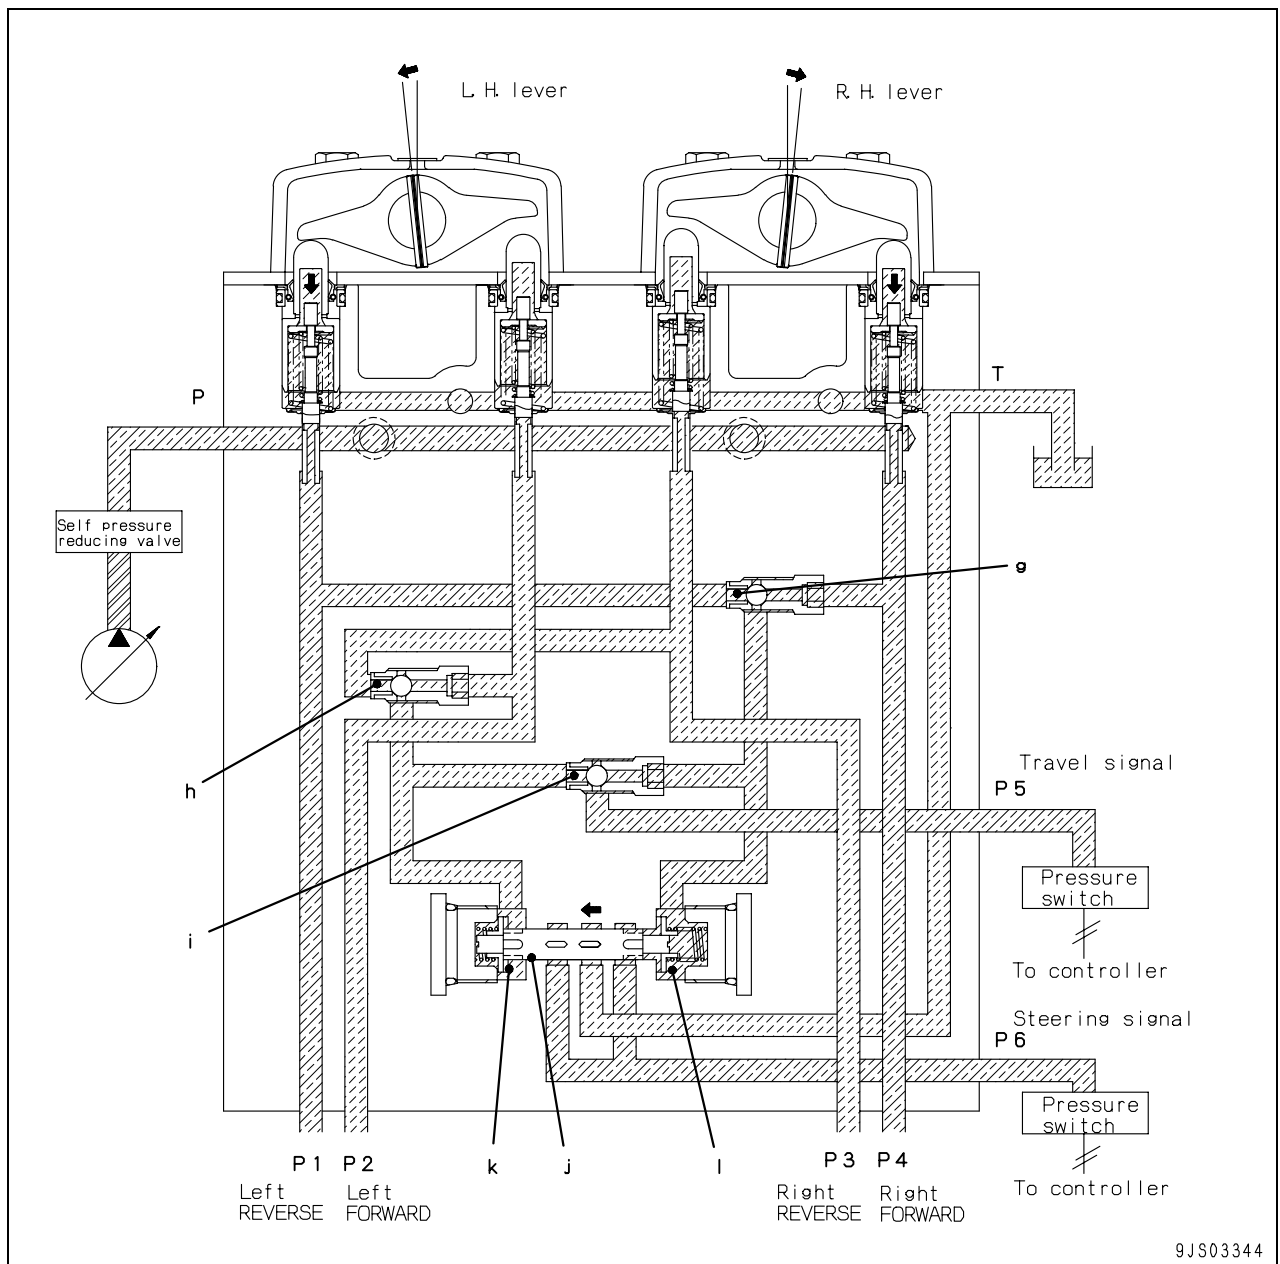 L.H. lever
R.H. lever
P
T
Self pressure
reducing valve
g
h
Travel signal
P5
i
Pressure
switch
To controller
Steering signal
P6
Pressure
switch
To controller
k
j
l
P1
P2
P3
P4
Left
REVERSE
Left
FORWARD
Right
REVERSE
Right
FORWARD
9JS03344